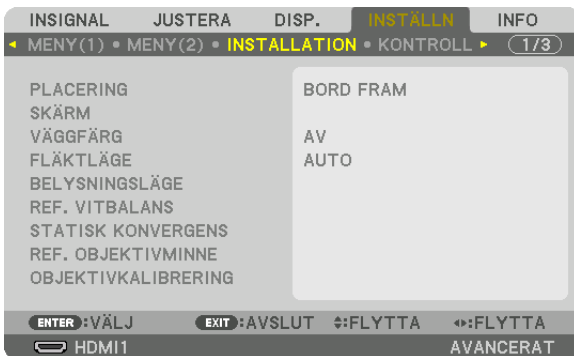 INSIGNAL JUSTERA DISP. INSTÄLLN INFO
MENY(1) • MENY(2) • INSTALLATION • KONTROLL 1/3
PLACERING BORD FRAM
SKÄRM
VÄGGFÄRG AV
FLÄKTLÄGE AUTO
BELYSNINGSLÄGE
REF. VITBALANS
STATISK KONVERGENS
REF. OBJEKTIVMINNE
OBJEKTIVKALIBRERING
ENTER :VÄLJ EXIT :AVSLUT :FLYTTA :FLYTTA
HDMI1 AVANCERAT